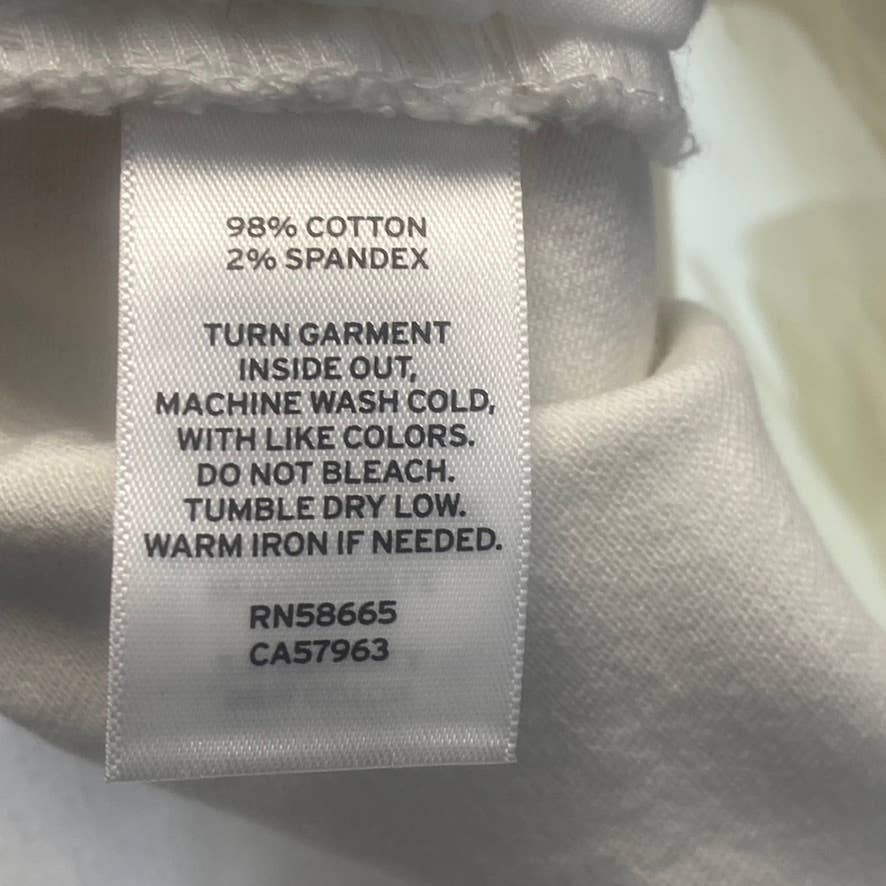 98% COTTON
2% SPANDEX
TURN GARMENT
INSIDE OUT,
MACHINE WASH COLD,
WITH LIKE COLORS.
DO NOT BLEACH.
TUMBLE DRY LOW.
WARM IRON IF NEEDED.
RN58665
CA57963